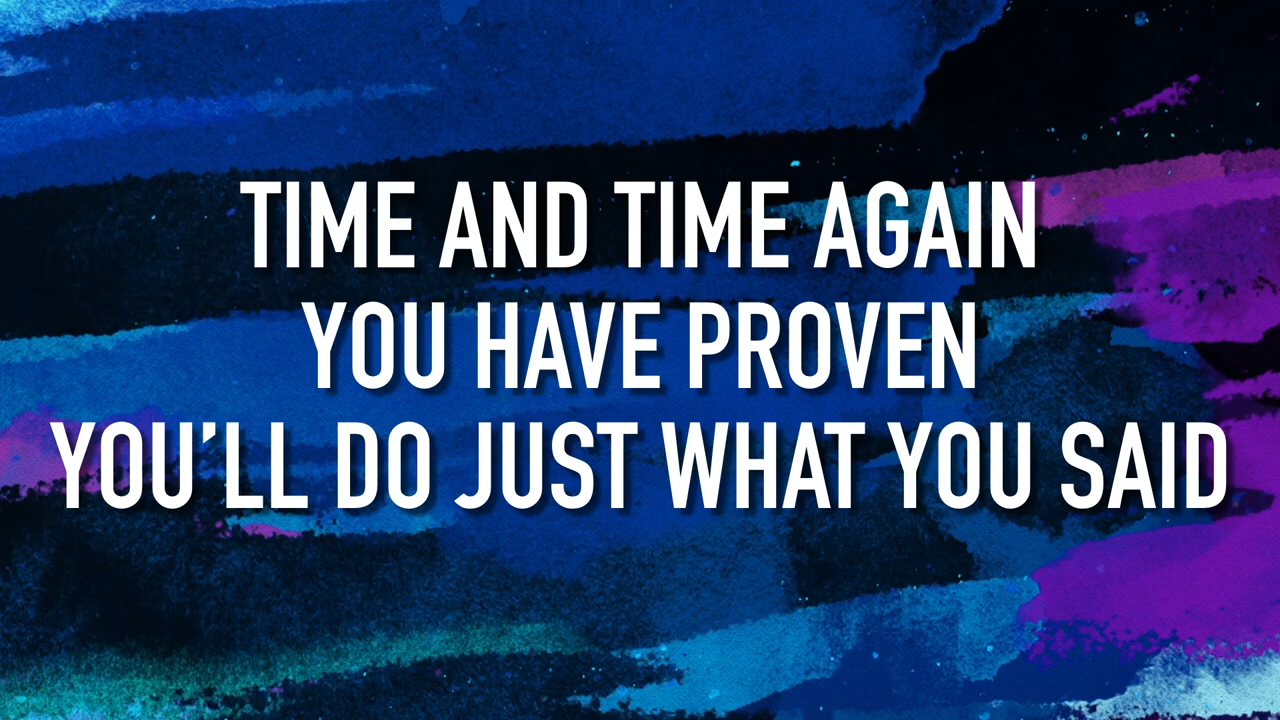 TIME AND TIME AGAIN
YOU HAVE PROVEN
YOU’LL DO JUST WHAT YOU SAID